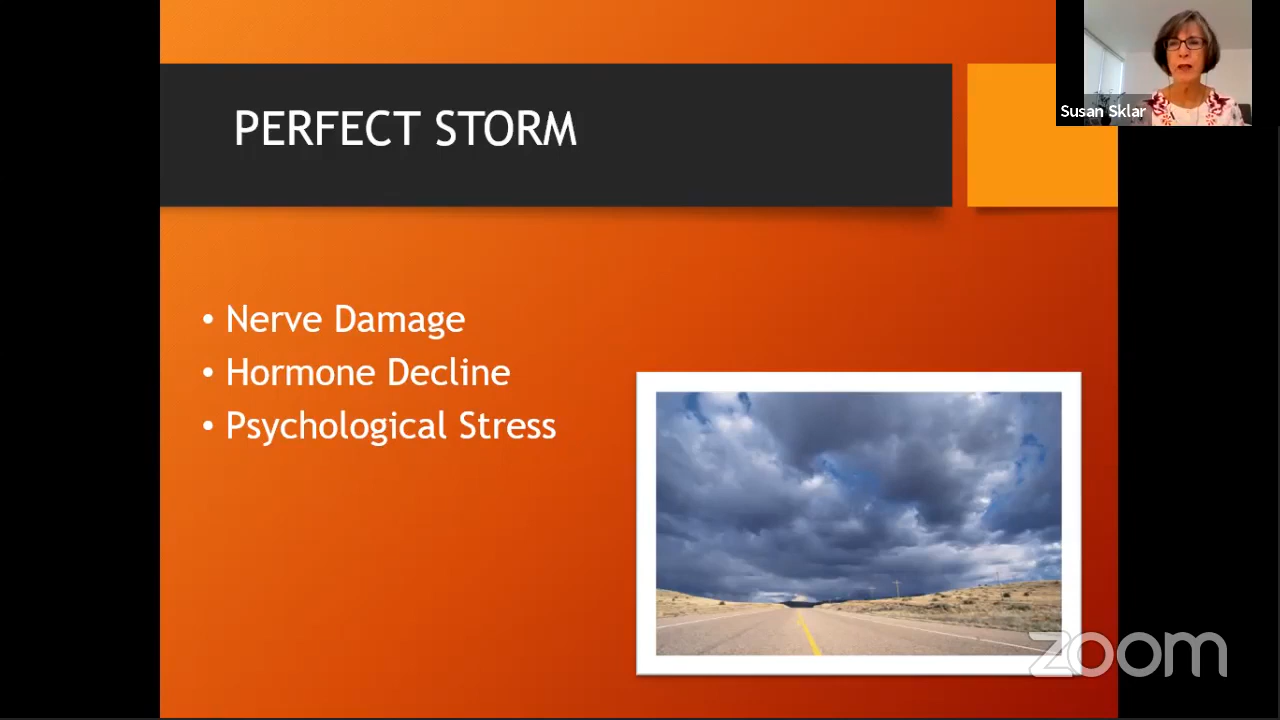 PERFECT STORM
Susan Sklar
• Nerve Damage
• Hormone Decline
• Psychological Stress
zoom